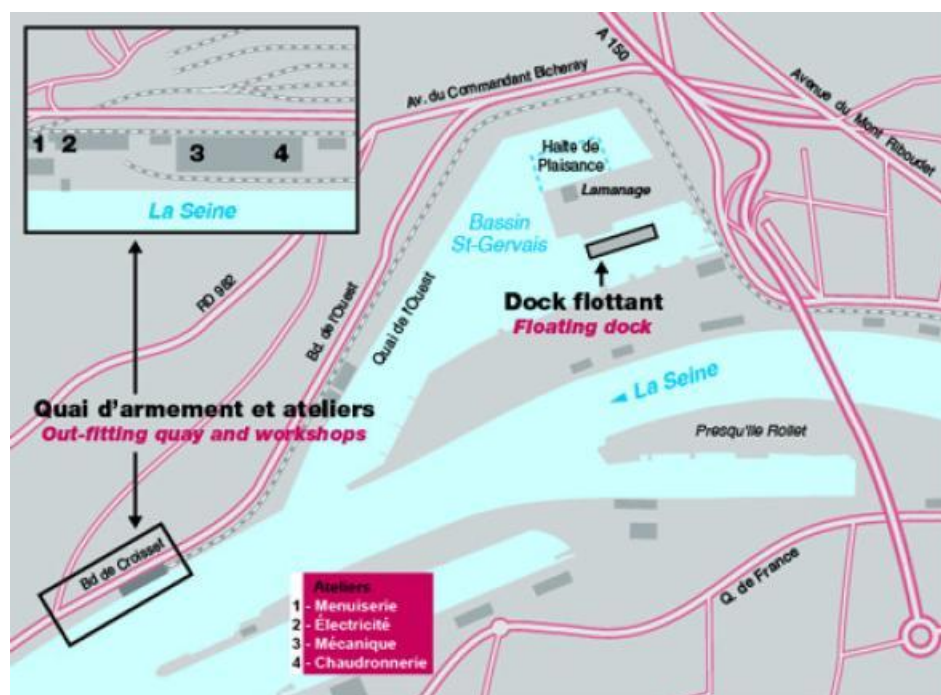 1 2
3 4
La Seine
Av. du Commandant Bicheray
A 150
Avenue du Mont Riboudet
Halte de
Plaisance
Lamanage
Bassin
St-Gervais
RD 982
Bd. de l'Ouest
Quai de l'Ouest
Dock flottant
Floating dock
La Seine
Quai d'armement et ateliers
Out-fitting quay and workshops
Presqu'île Rollet
Bd de Croisset
Q. de France
Ateliers
1 - Menuiserie
2 - Électricité
3 - Mécanique
4 - Chaudronnerie